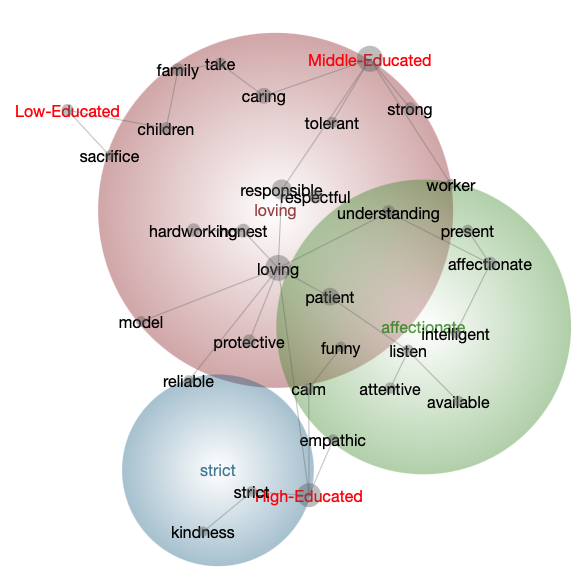 Middle-Educated
take
family
caring
strong
Low-Educated
tolerant
children
sacrifice
worker
responsible
respectful
loving
understanding
hardworking
honest
present
affectionate
loving
patient
model
affectionate
intelligent
protective
funny
listen
reliable
calm
attentive
available
empathic
strict
strict
High-Educated
kindness